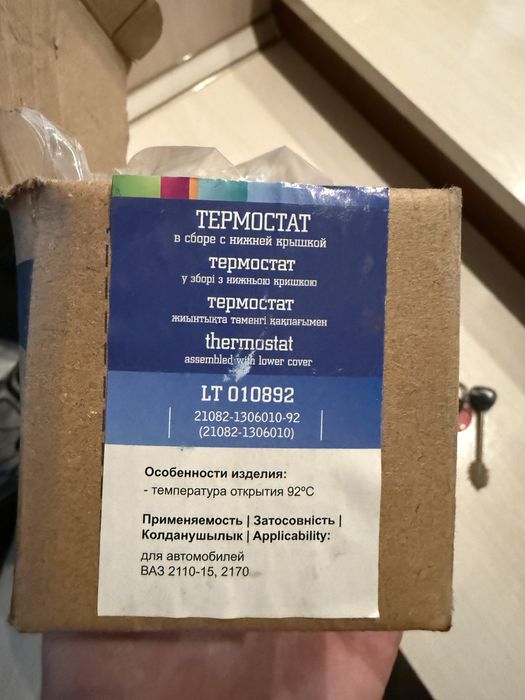 ТЕРМОСТАТ
в сборе с нижней крышкой
термостат
у зборі з нижньою кришкою
термостат
жиынтықта төменгі қақпағымен
thermostat
assembled with lower cover
LT 010892
21082-1306010-92
(21082-1306010)
Особенности изделия:
- температура открытия 92ºС
Применяемость | Затосовність |
Колданушылык | Applicability:
для автомобилей
ВАЗ 2110-15, 2170